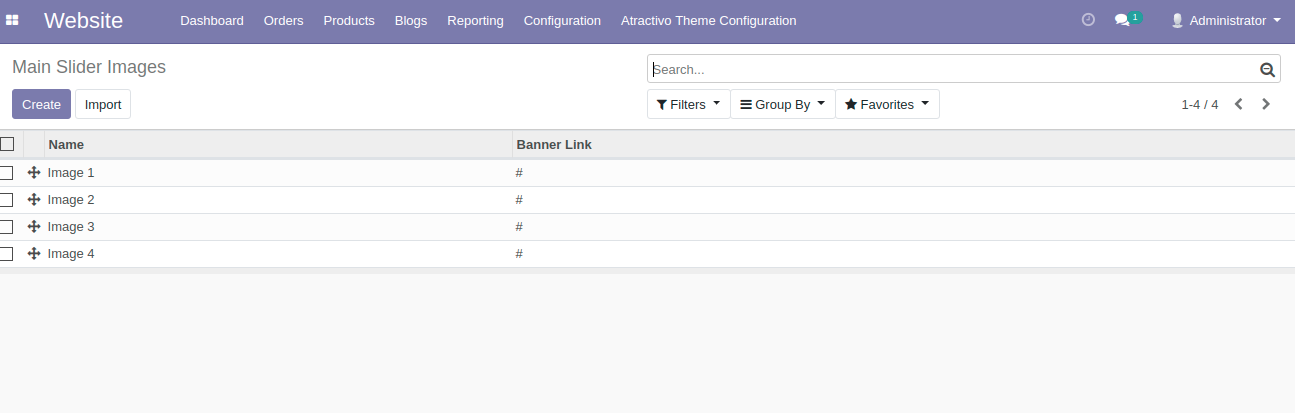 Website Dashboard Orders Products Blogs Reporting Configuration Atractivo Theme Configuration 1 Administrator
Main Slider Images Search...
Create Import Filters Group By Favorites 1-4 / 4
Name Banner Link
Image 1 #
Image 2 #
Image 3 #
Image 4 #